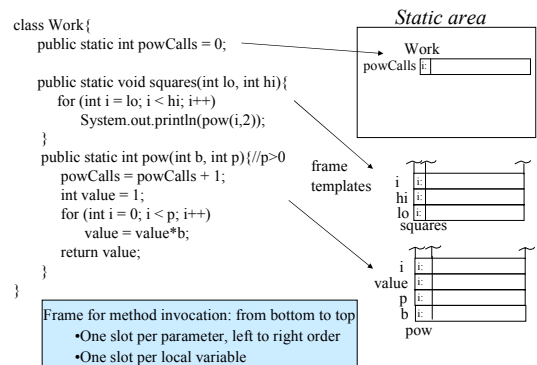 class Work{
public static int powCalls = 0;
public static void squares(int lo, int hi){
for (int i = lo; i < hi; i++)
System.out.println(pow(i,2));
}
public static int pow(int b, int p){//p>0
powCalls = powCalls + 1;
int value = 1;
for (int i = 0; i < p; i++)
value = value*b;
return value;
}
}
Frame for method invocation: from bottom to top
•One slot per parameter, left to right order
•One slot per local variable
Static area
Work
powCalls i:
frame
templates
i i:
hi i:
lo i:
squares
i i:
value i:
p i:
b i:
pow